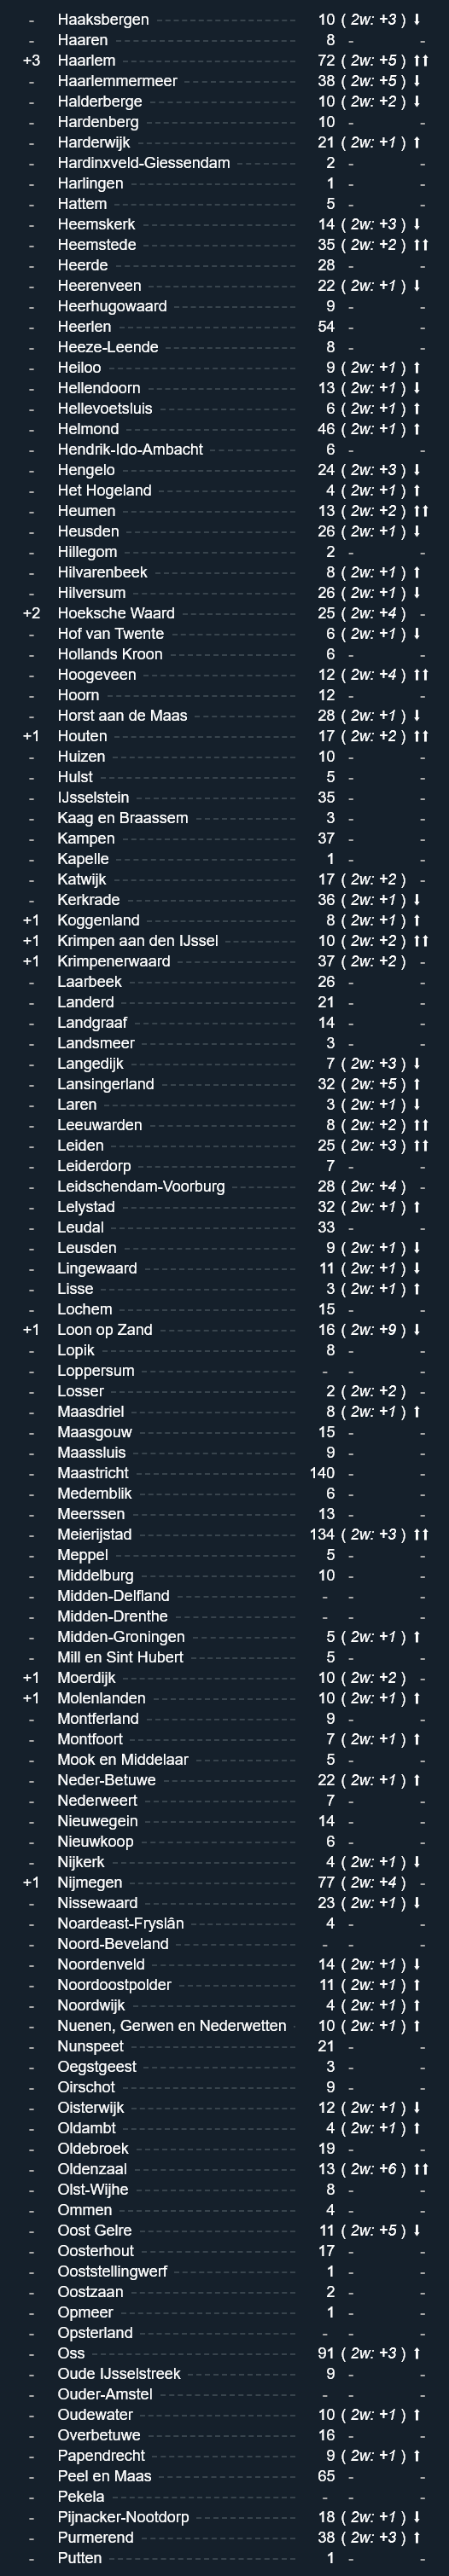 - Haaksbergen 10 ( 2w: +3 ) ⬇
- Haaren 8 - -
+3 Haarlem 72 ( 2w: +5 ) ⬆⬆
- Haarlemmermeer 38 ( 2w: +5 ) ⬇
- Halderberge 10 ( 2w: +2 ) ⬇
- Hardenberg 10 - -
- Harderwijk 21 ( 2w: +1 ) ⬆
- Hardinxveld-Giessendam 2 - -
- Harlingen 1 - -
- Hattem 5 - -
- Heemskerk 14 ( 2w: +3 ) ⬇
- Heemstede 35 ( 2w: +2 ) ⬆⬆
- Heerde 28 - -
- Heerenveen 22 ( 2w: +1 ) ⬇
- Heerhugowaard 9 - -
- Heerlen 54 - -
- Heeze-Leende 8 - -
- Heiloo 9 ( 2w: +1 ) ⬆
- Hellendoorn 13 ( 2w: +1 ) ⬇
- Hellevoetsluis 6 ( 2w: +1 ) ⬆
- Helmond 46 ( 2w: +1 ) ⬆
- Hendrik-Ido-Ambacht 6 - -
- Hengelo 24 ( 2w: +3 ) ⬇
- Het Hogeland 4 ( 2w: +1 ) ⬆
- Heumen 13 ( 2w: +2 ) ⬆⬆
- Heusden 26 ( 2w: +1 ) ⬇
- Hillegom 2 - -
- Hilvarenbeek 8 ( 2w: +1 ) ⬆
- Hilversum 26 ( 2w: +1 ) ⬇
+2 Hoeksche Waard 25 ( 2w: +4 ) -
- Hof van Twente 6 ( 2w: +1 ) ⬇
- Hollands Kroon 6 - -
- Hoogeveen 12 ( 2w: +4 ) ⬆⬆
- Hoorn 12 - -
- Horst aan de Maas 28 ( 2w: +1 ) ⬇
+1 Houten 17 ( 2w: +2 ) ⬆⬆
- Huizen 10 - -
- Hulst 5 - -
- IJsselstein 35 - -
- Kaag en Braassem 3 - -
- Kampen 37 - -
- Kapelle 1 - -
- Katwijk 17 ( 2w: +2 ) -
- Kerkrade 36 ( 2w: +1 ) ⬇
+1 Koggenland 8 ( 2w: +1 ) ⬆
+1 Krimpen aan den IJssel 10 ( 2w: +2 ) ⬆⬆
+1 Krimpenerwaard 37 ( 2w: +2 ) -
- Laarbeek 26 - -
- Landerd 21 - -
- Landgraaf 14 - -
- Landsmeer 3 - -
- Langedijk 7 ( 2w: +3 ) ⬇
- Lansingerland 32 ( 2w: +5 ) ⬆
- Laren 3 ( 2w: +1 ) ⬇
- Leeuwarden 8 ( 2w: +2 ) ⬆⬆
- Leiden 25 ( 2w: +3 ) ⬆⬆
- Leiderdorp 7 - -
- Leidschendam-Voorburg 28 ( 2w: +4 ) -
- Lelystad 32 ( 2w: +1 ) ⬆
- Leudal 33 - -
- Leusden 9 ( 2w: +1 ) ⬇
- Lingewaard 11 ( 2w: +1 ) ⬇
- Lisse 3 ( 2w: +1 ) ⬆
- Lochem 15 - -
+1 Loon op Zand 16 ( 2w: +9 ) ⬇
- Lopik 8 - -
- Loppersum - - -
- Losser 2 ( 2w: +2 ) -
- Maasdriel 8 ( 2w: +1 ) ⬆
- Maasgouw 15 - -
- Maassluis 9 - -
- Maastricht 140 - -
- Medemblik 6 - -
- Meerssen 13 - -
- Meierijstad 134 ( 2w: +3 ) ⬆⬆
- Meppel 5 - -
- Middelburg 10 - -
- Midden-Delfland - - -
- Midden-Drenthe - - -
- Midden-Groningen 5 ( 2w: +1 ) ⬆
- Mill en Sint Hubert 5 - -
+1 Moerdijk 10 ( 2w: +2 ) -
+1 Molenlanden 10 ( 2w: +1 ) ⬆
- Montferland 9 - -
- Montfoort 7 ( 2w: +1 ) ⬆
- Mook en Middelaar 5 - -
- Neder-Betuwe 22 ( 2w: +1 ) ⬆
- Nederweert 7 - -
- Nieuwegein 14 - -
- Nieuwkoop 6 - -
- Nijkerk 4 ( 2w: +1 ) ⬇
+1 Nijmegen 77 ( 2w: +4 ) -
- Nissewaard 23 ( 2w: +1 ) ⬇
- Noardeast-Fryslân 4 - -
- Noord-Beveland - - -
- Noordenveld 14 ( 2w: +1 ) ⬇
- Noordoostpolder 11 ( 2w: +1 ) ⬆
- Noordwijk 4 ( 2w: +1 ) ⬆
- Nuenen, Gerwen en Nederwetten 10 ( 2w: +1 ) ⬆
- Nunspeet 21 - -
- Oegstgeest 3 - -
- Oirschot 9 - -
- Oisterwijk 12 ( 2w: +1 ) ⬇
- Oldambt 4 ( 2w: +1 ) ⬆
- Oldebroek 19 - -
- Oldenzaal 13 ( 2w: +6 ) ⬆⬆
- Olst-Wijhe 8 - -
- Ommen 4 - -
- Oost Gelre 11 ( 2w: +5 ) ⬇
- Oosterhout 17 - -
- Ooststellingwerf 1 - -
- Oostzaan 2 - -
- Opmeer 1 - -
- Opsterland - - -
- Oss 91 ( 2w: +3 ) ⬆
- Oude IJsselstreek 9 - -
- Ouder-Amstel - - -
- Oudewater 10 ( 2w: +1 ) ⬆
- Overbetuwe 16 - -
- Papendrecht 9 ( 2w: +1 ) ⬆
- Peel en Maas 65 - -
- Pekela - - -
- Pijnacker-Nootdorp 18 ( 2w: +1 ) ⬇
- Purmerend 38 ( 2w: +3 ) ⬆
- Putten 1 - -